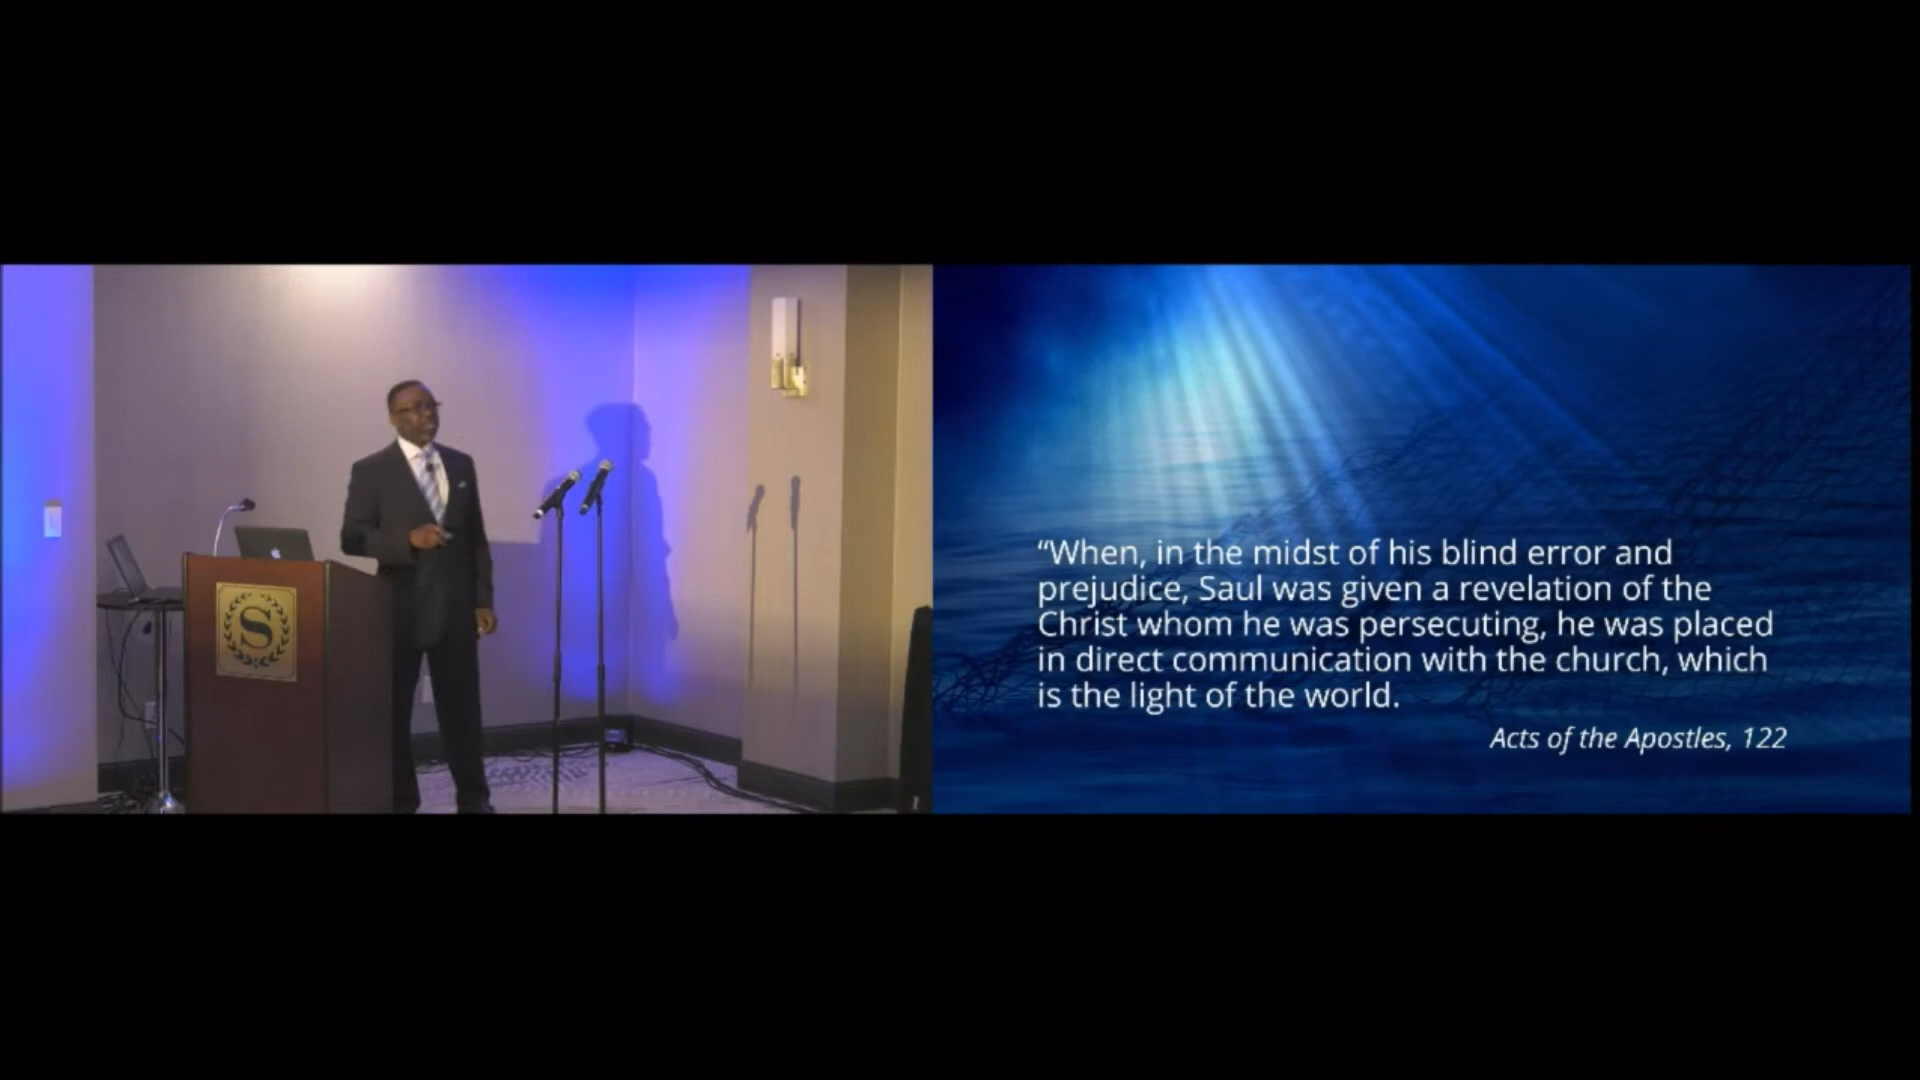 S
“When, in the midst of his blind error and
prejudice, Saul was given a revelation of the
Christ whom he was persecuting, he was placed
in direct communication with the church, which
is the light of the world.
Acts of the Apostles, 122